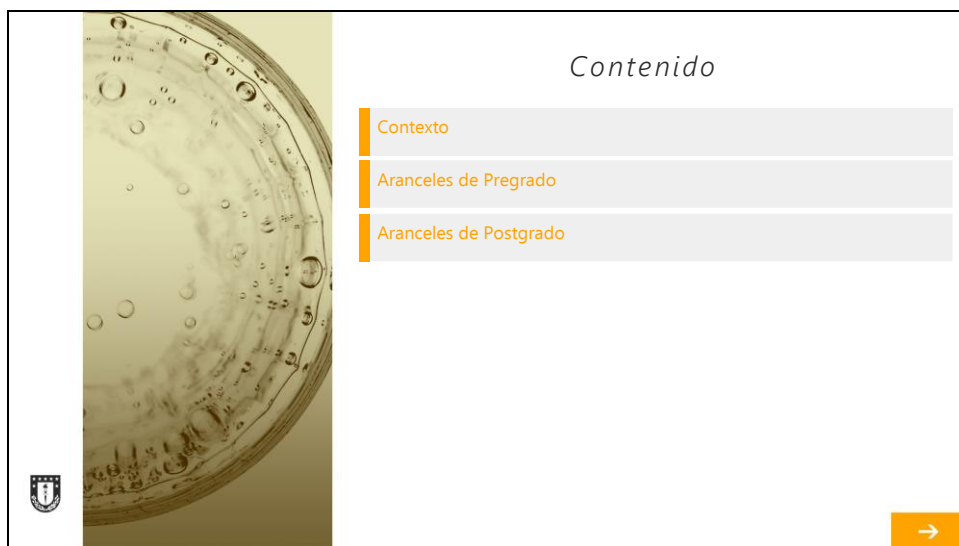 Contenido
Contexto
Aranceles de Pregrado
Aranceles de Postgrado